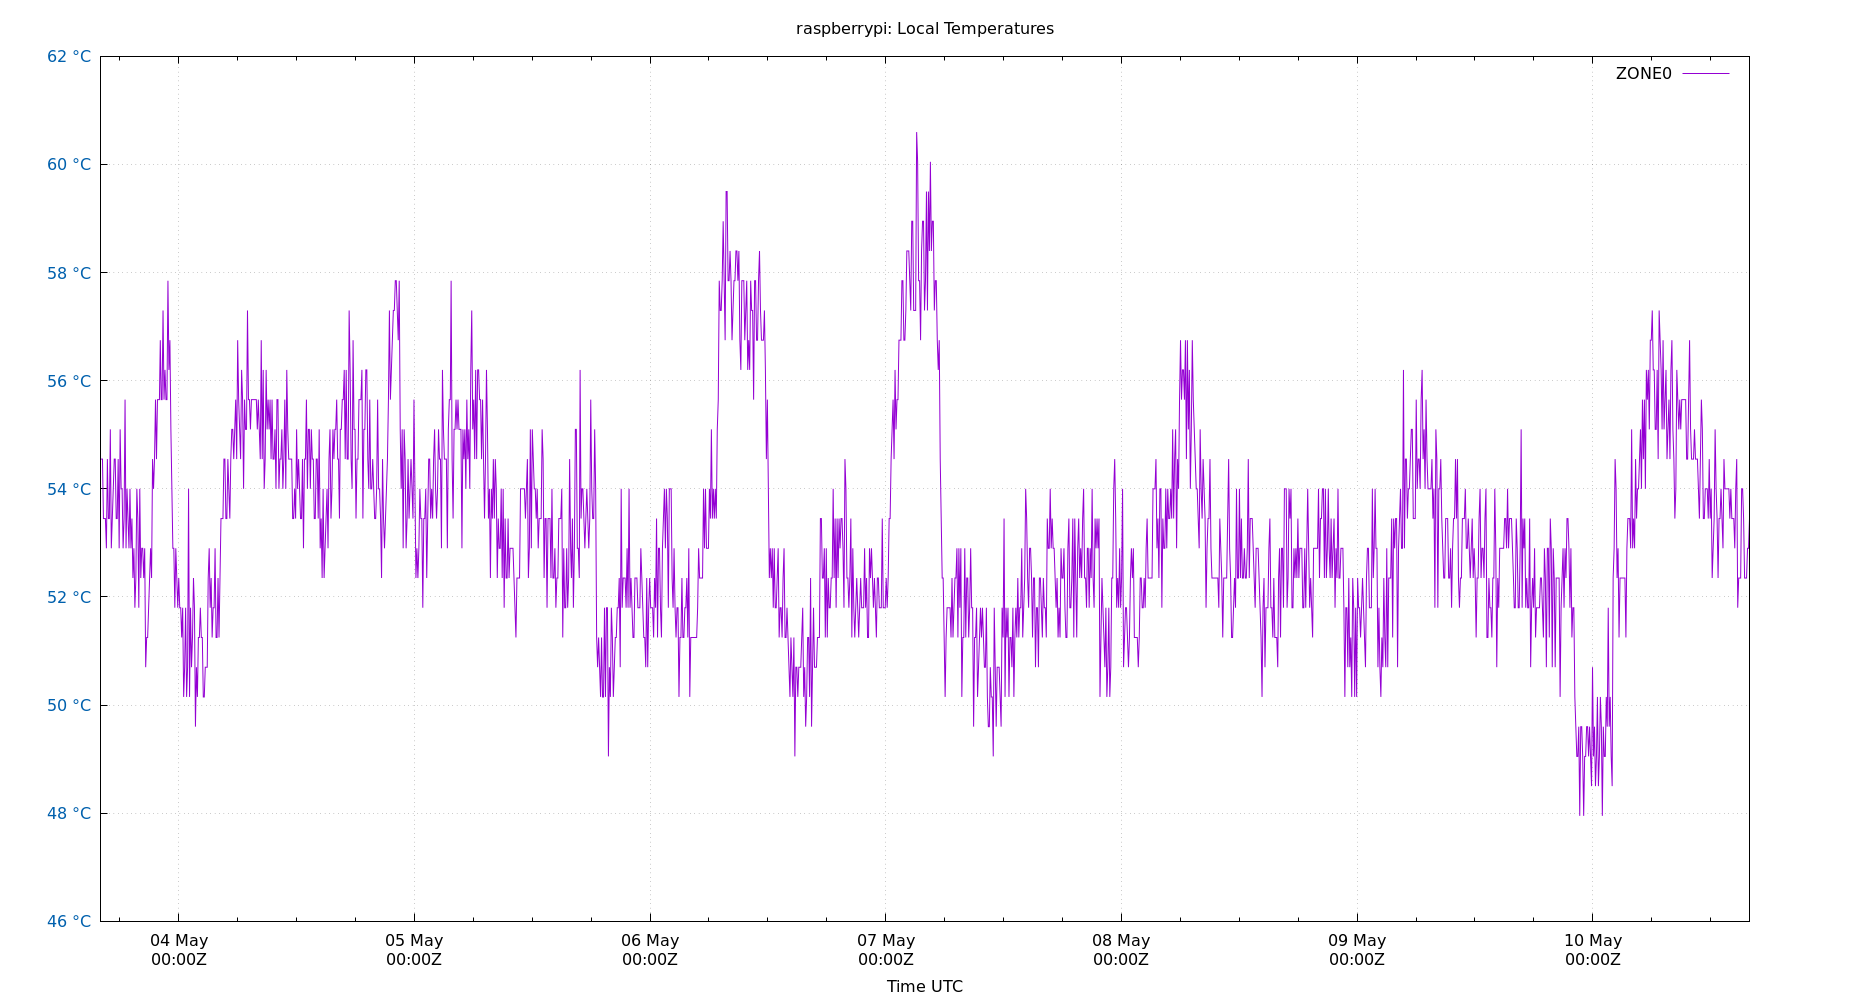 raspberrypi: Local Temperatures
62 °C
ZONE0
60 °C
58 °C
56 °C
54 °C
52 °C
50 °C
48 °C
46 °C
04 May 05 May 06 May 07 May 08 May 09 May 10 May
00:00Z 00:00Z 00:00Z 00:00Z 00:00Z 00:00Z 00:00Z
Time UTC